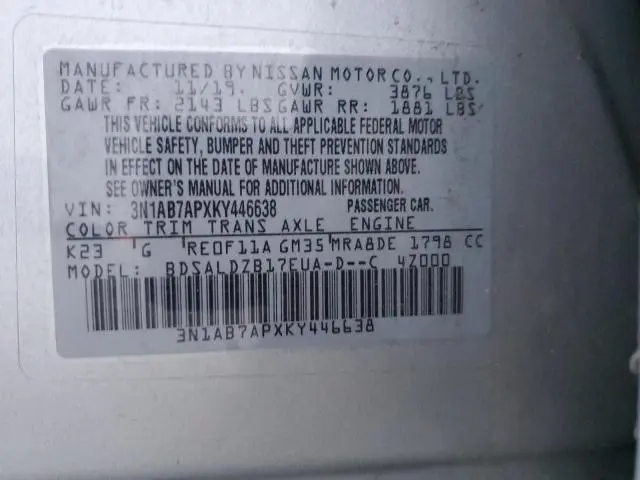 MANUFACTURED BY NISSAN MOTOR CO., LTD.
DATE: 11/19. GVWR: 3876 LBS
GAWR FR: 2143 LBS GAWR RR: 1881 LBS
THIS VEHICLE CONFORMS TO ALL APPLICABLE FEDERAL MOTOR
VEHICLE SAFETY, BUMPER AND THEFT PREVENTION STANDARDS
IN EFFECT ON THE DATE OF MANUFACTURE SHOWN ABOVE.
SEE OWNER'S MANUAL FOR ADDITIONAL INFORMATION.
VIN: 3N1AB7APXKY446638 PASSENGER CAR.
COLOR TRIM TRANS AXLE ENGINE
K23 G RE0F11A GM35 MRA8DE 1798 CC
MODEL: BDSALDZB17EUA-D--C 4Z000
3N1AB7APXKY446638